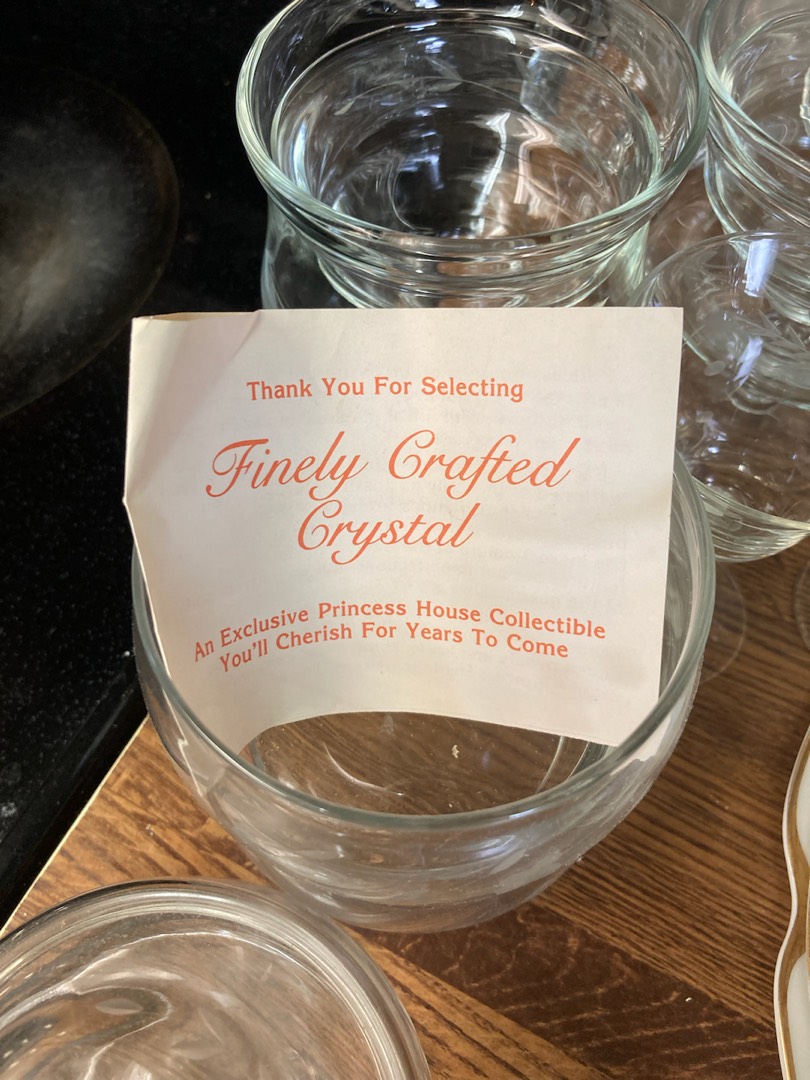 Thank You For Selecting
Finely Crafted
Crystal
An Exclusive Princess House Collectible
You'll Cherish For Years To Come